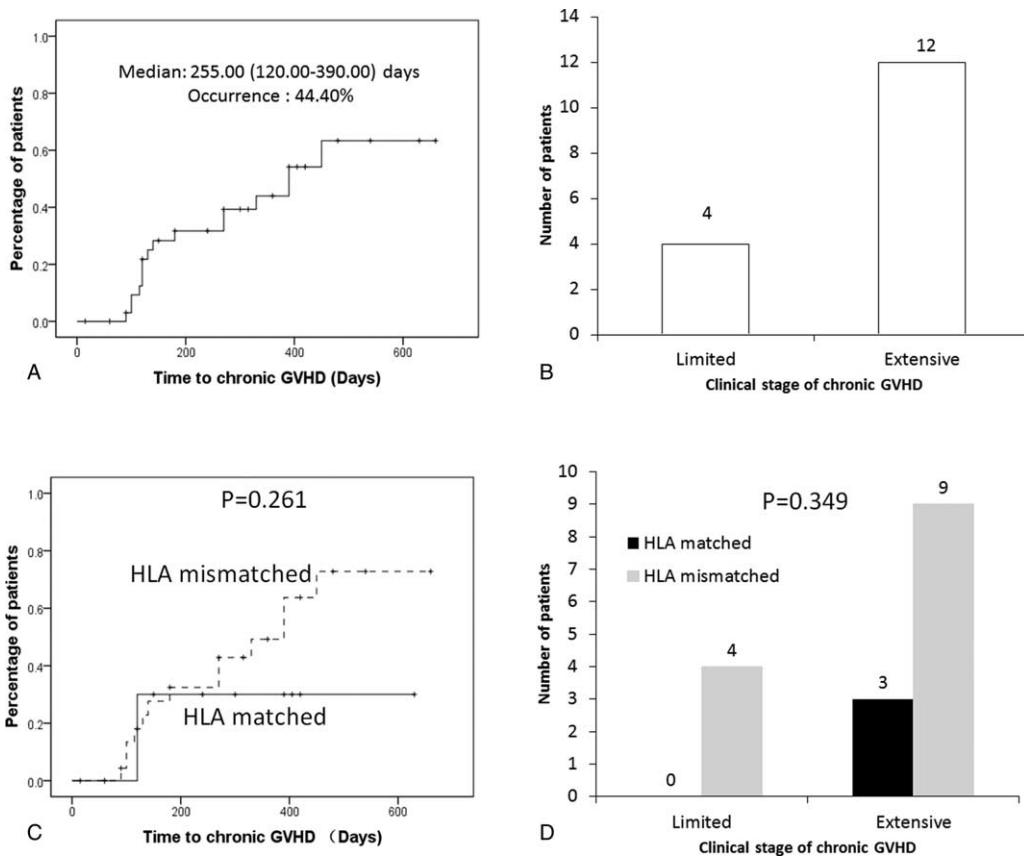 Median: 255.00 (120.00-390.00) days
Occurrence : 44.40%
Percentage of patients
1.0
0.8
0.6
0.4
0.2
0.0
0
200
400
600
Time to chronic GVHD (Days)
A
Number of patients
14
12
10
8
6
4
2
0
4
12
Limited
Extensive
Clinical stage of chronic GVHD
B
P=0.261
HLA mismatched
HLA matched
Percentage of patients
1.0
0.8
0.6
0.4
0.2
0.0
0
200
400
600
Time to chronic GVHD （Days)
C
P=0.349
HLA matched
HLA mismatched
Number of patients
10
9
8
7
6
5
4
3
2
1
0
0
4
3
9
Limited
Extensive
Clinical stage of chronic GVHD
D